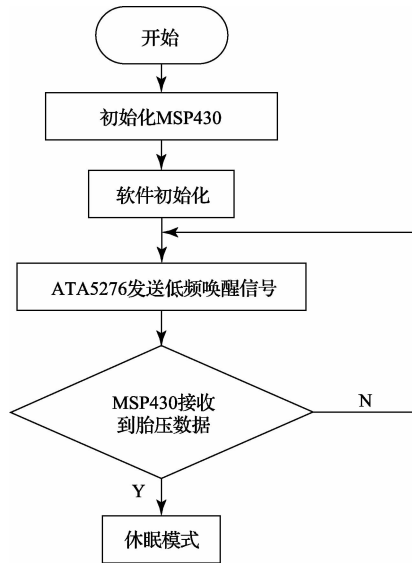 开始
初始化MSP430
软件初始化
ATA5276发送低频唤醒信号
MSP430接收
到胎压数据
N
Y
休眠模式